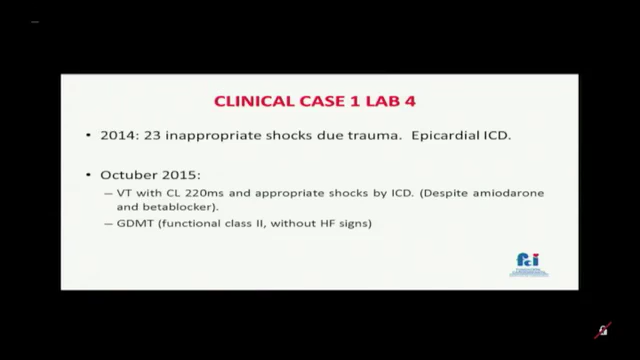 CLINICAL CASE 1 LAB 4
• 2014: 23 inappropriate shocks due trauma. Epicardial ICD.
• Octuber 2015:
– VT with CL 220ms and appropriate shocks by ICD. (Despite amiodarone
and betablocker).
– GDMT (functional class II, without HF signs)
fci